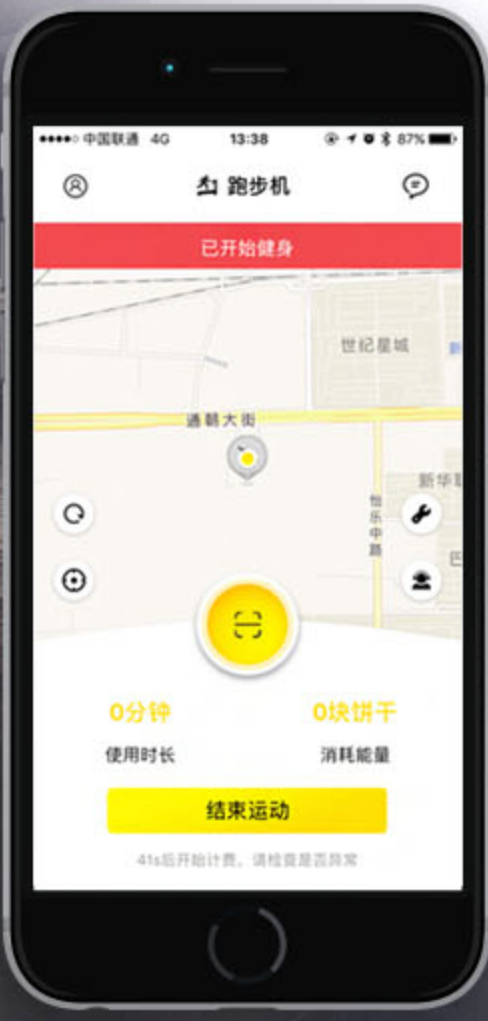 中国联通 4G 13:38 87%
跑步机
已开始健身
世纪星城
通朝大街
新华联
怡乐中路
巴
0分钟 0块饼干
使用时长 消耗能量
结束运动
41s后开始计费，请检查是否异常